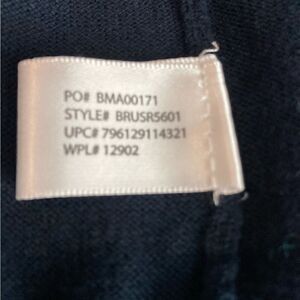 PO# BMA00171
STYLE# BRUSR5601
UPC# 796129114321
WPL# 12902